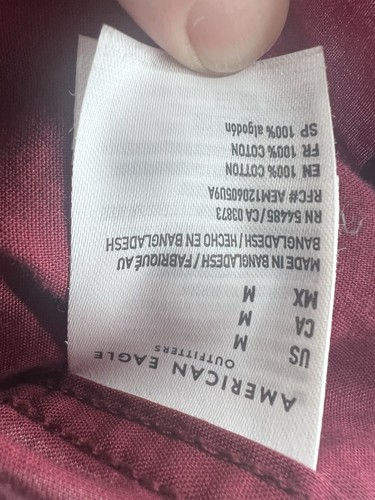 AMERICAN EAGLE
OUTFITTERS
US M
CA M
MX M
MADE IN BANGLADESH / FABRIQUÉ AU
BANGLADESH / HECHO EN BANGLADESH
RN 54485 / CA 03873
RFC# AEM120605U9A
EN 100% COTTON
FR 100% COTON
SP 100% algodón